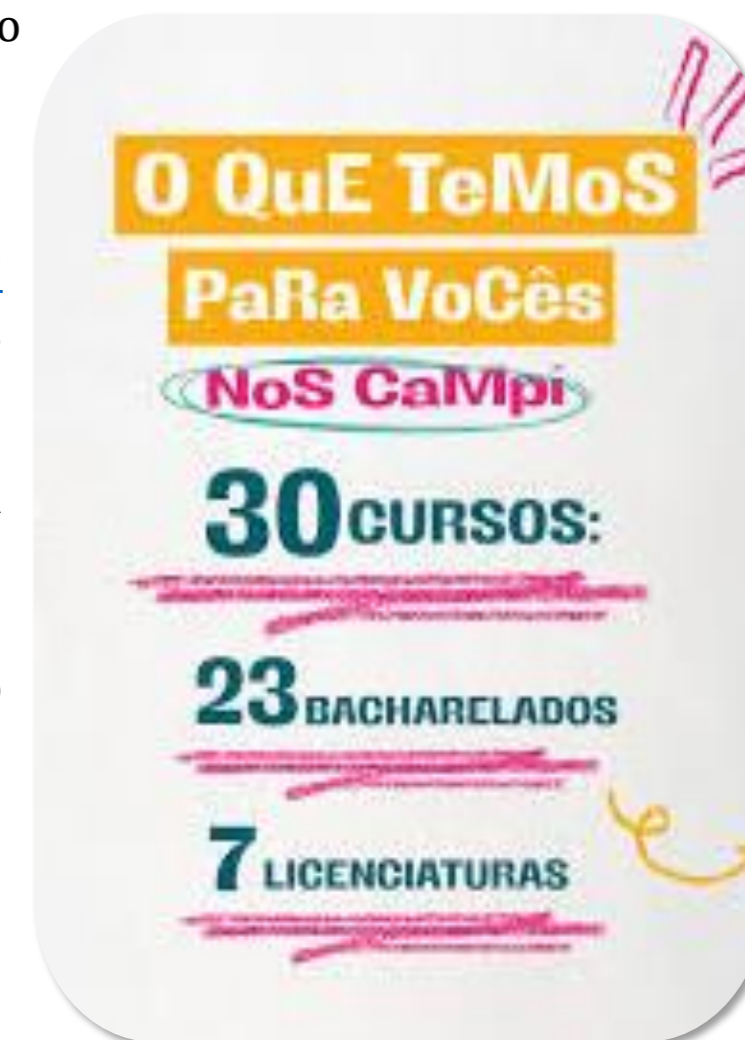 o
O QuE TeMoS
PaRa VoCês
NoS CaMpi
30 CURSOS:
23 BACHARELADOS
7 LICENCIATURAS